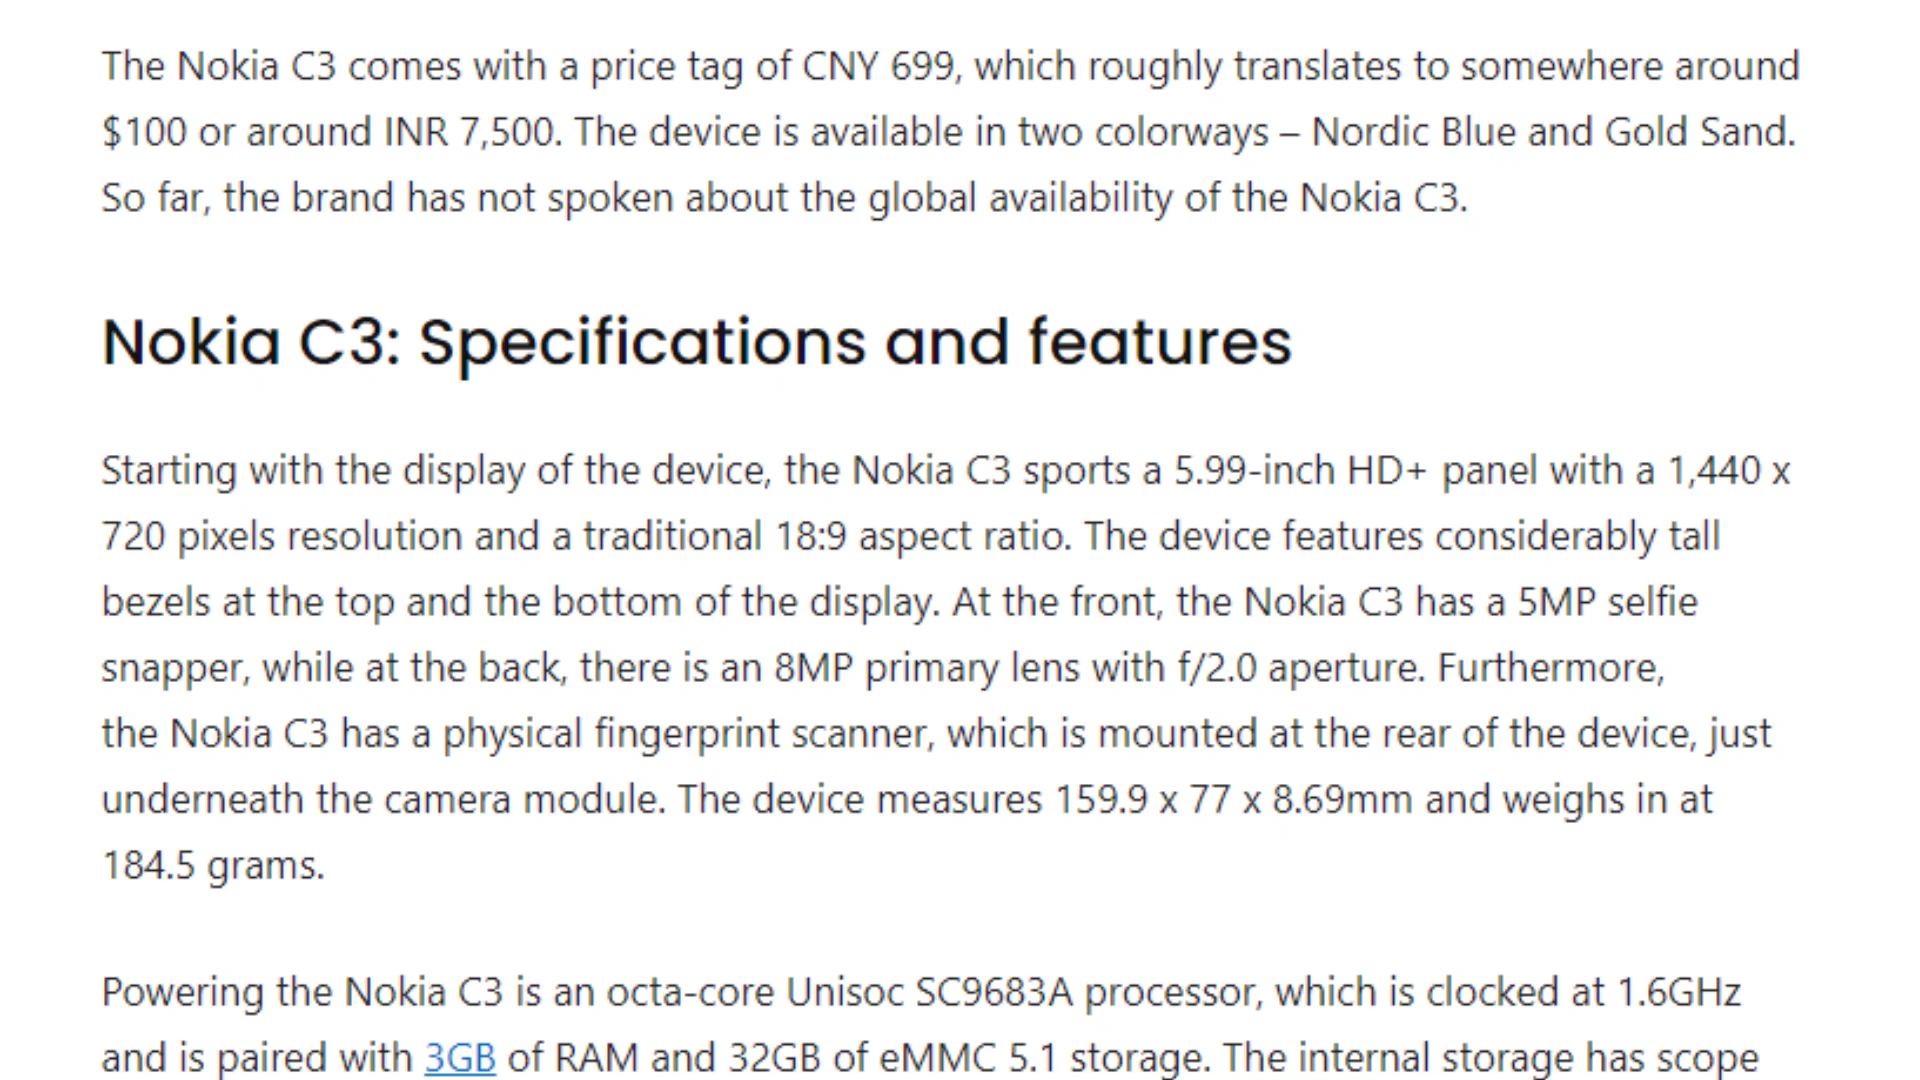 The Nokia C3 comes with a price tag of CNY 699, which roughly translates to somewhere around
$100 or around INR 7,500. The device is available in two colorways – Nordic Blue and Gold Sand.
So far, the brand has not spoken about the global availability of the Nokia C3.
Nokia C3: Specifications and features
Starting with the display of the device, the Nokia C3 sports a 5.99-inch HD+ panel with a 1,440 x
720 pixels resolution and a traditional 18:9 aspect ratio. The device features considerably tall
bezels at the top and the bottom of the display. At the front, the Nokia C3 has a 5MP selfie
snapper, while at the back, there is an 8MP primary lens with f/2.0 aperture. Furthermore,
the Nokia C3 has a physical fingerprint scanner, which is mounted at the rear of the device, just
underneath the camera module. The device measures 159.9 x 77 x 8.69mm and weighs in at
184.5 grams.
Powering the Nokia C3 is an octa-core Unisoc SC9683A processor, which is clocked at 1.6GHz
and is paired with 3GB of RAM and 32GB of eMMC 5.1 storage. The internal storage has scope